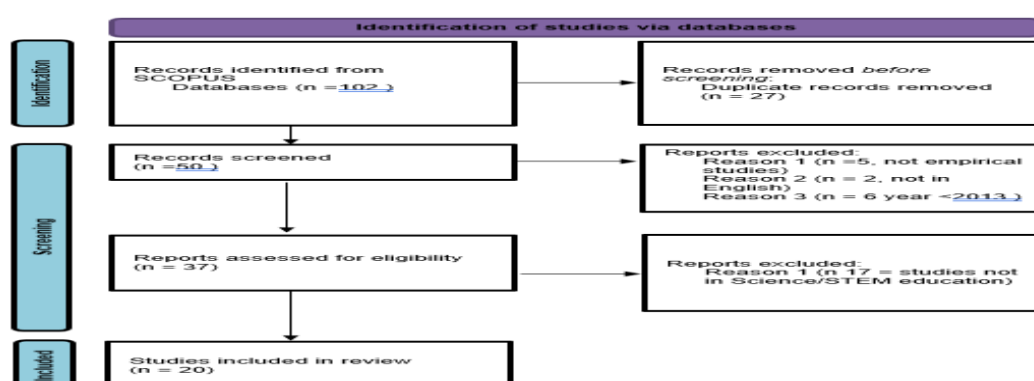 Identification of studies via databases
Identification
Records identified from
SCOPUS
Databases (n =102 )
Records removed before
screening:
Duplicate records removed
(n = 27)
Screening
Records screened
(n =50 )
Reports excluded:
Reason 1 (n =5, not empirical
studies)
Reason 2 (n = 2, not in
English)
Reason 3 (n = 6 year <2013 )
Reports assessed for eligibility
(n = 37)
Reports excluded:
Reason 1 (n 17 = studies not
in Science/STEM education)
Included
Studies included in review
(n = 20)